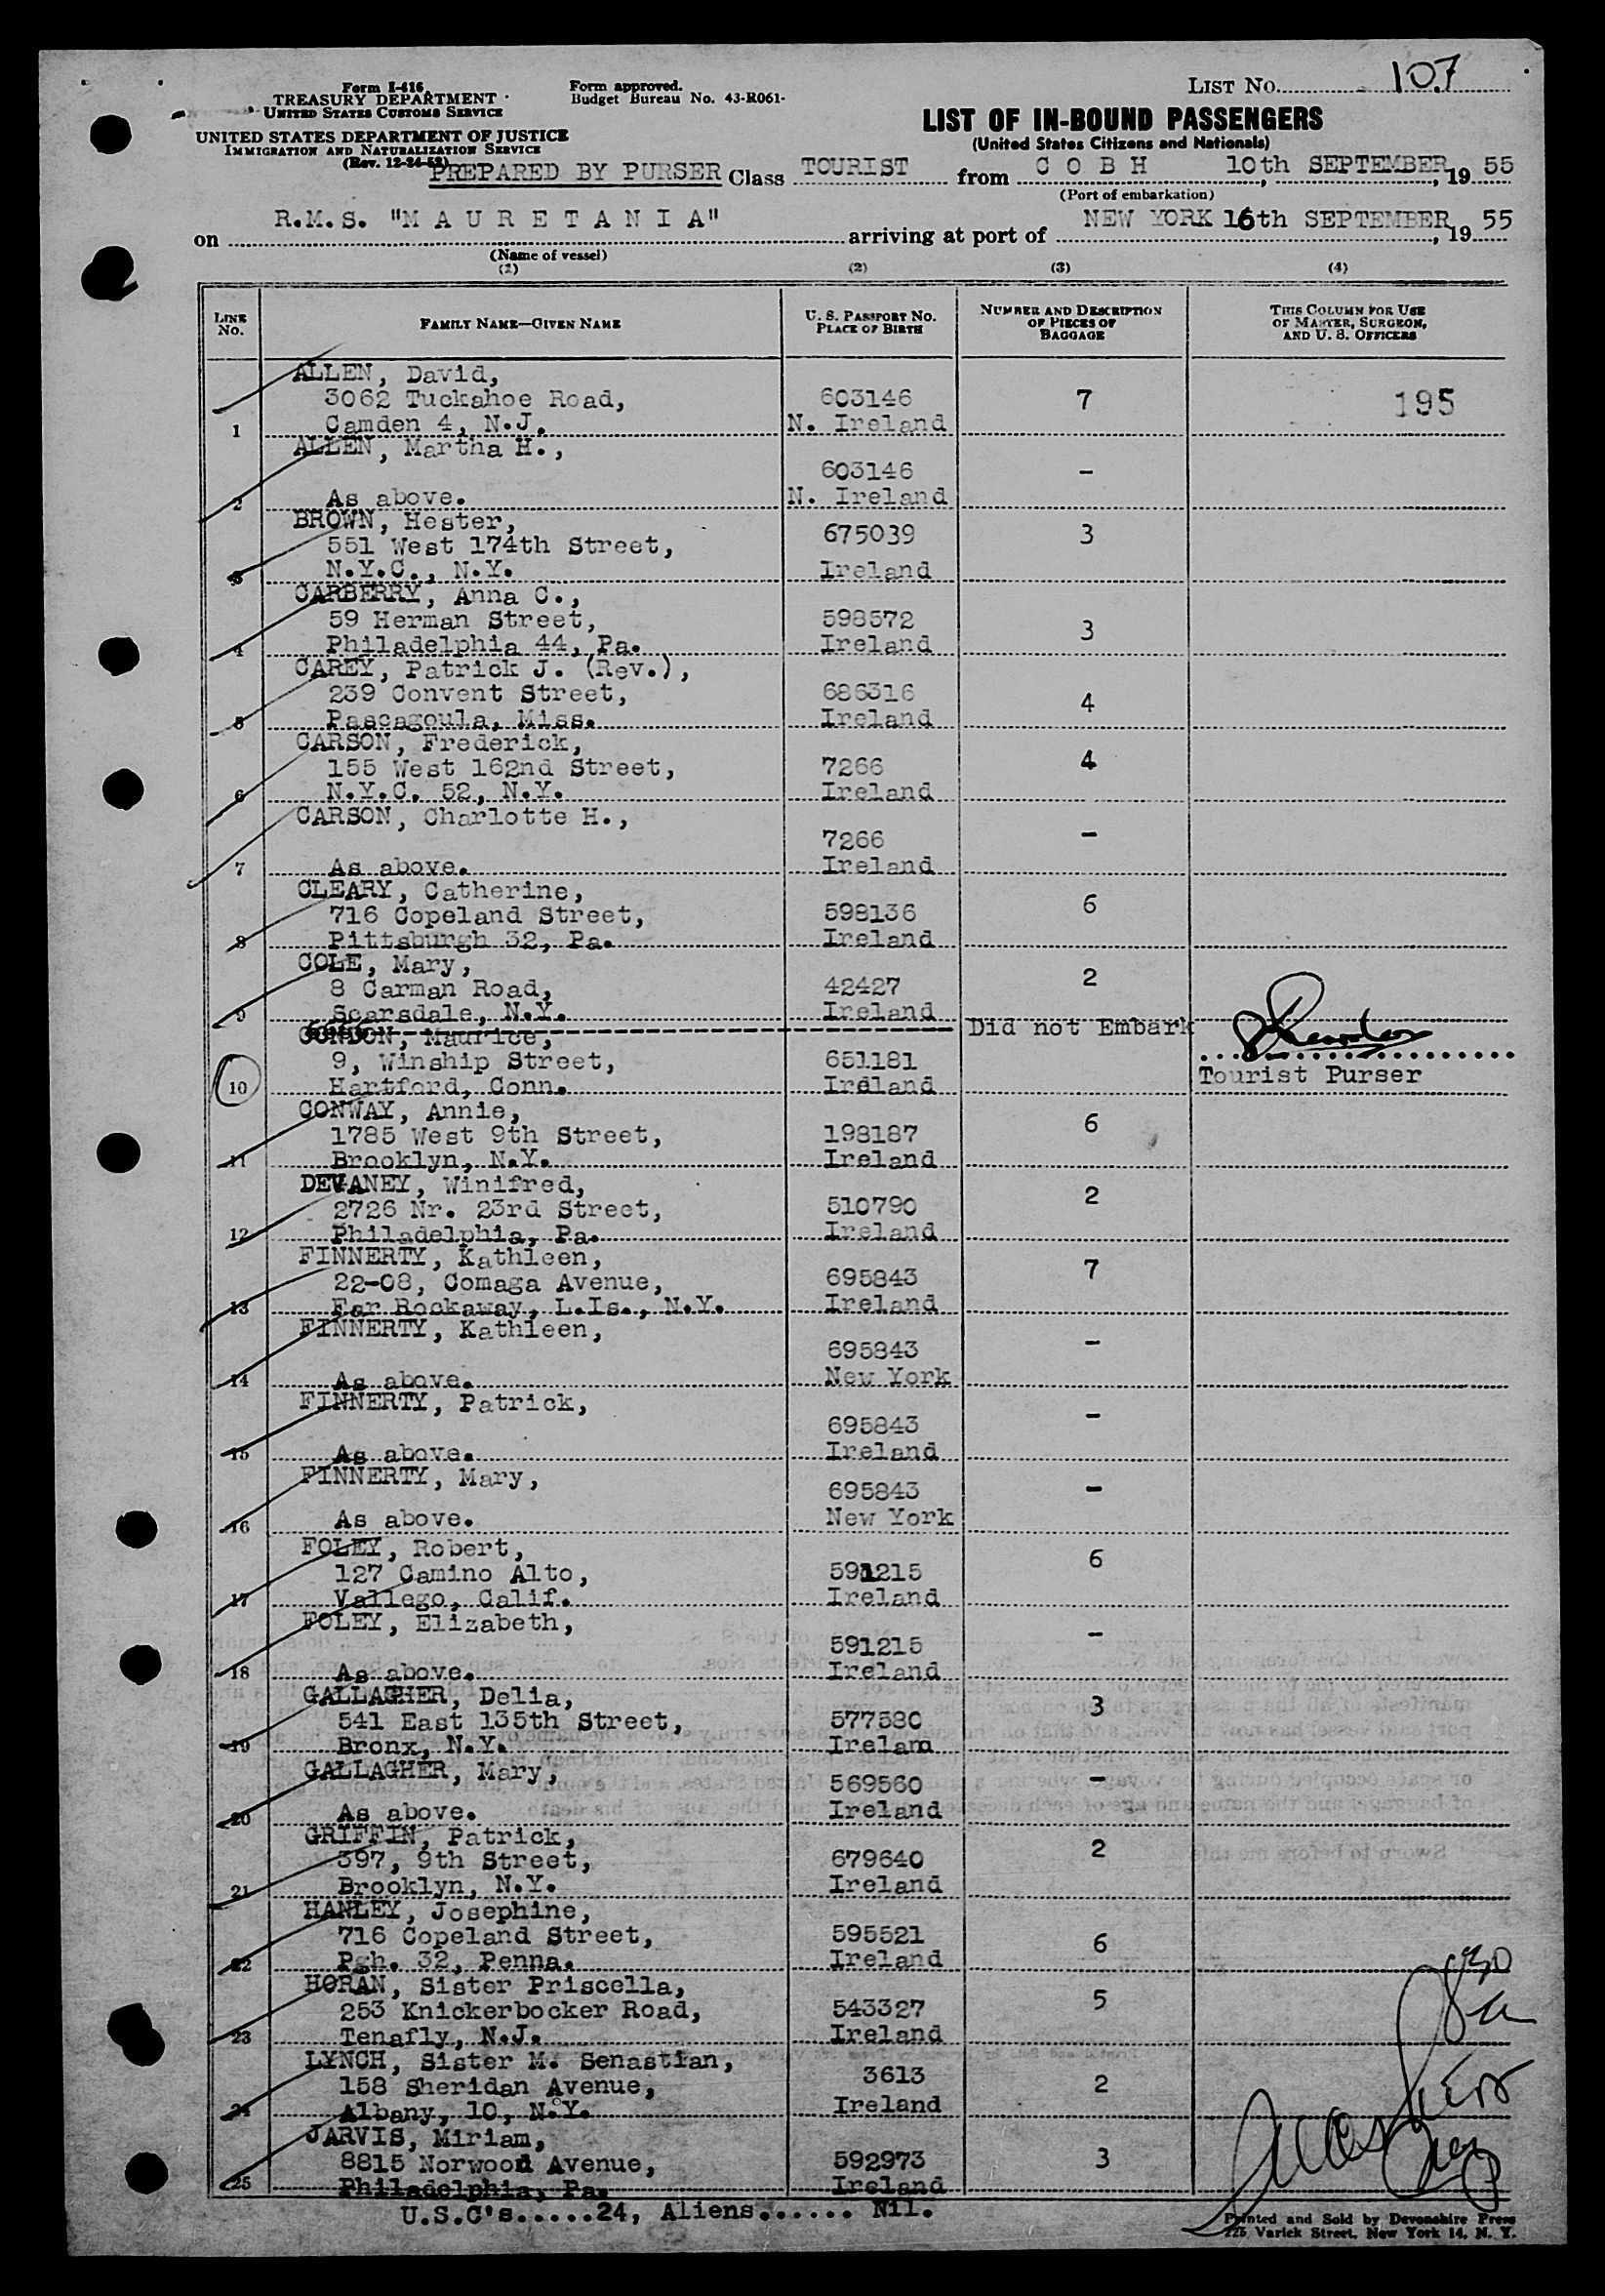 Form I-416
TREASURY DEPARTMENT
UNITED STATES CUSTOMS SERVICE
UNITED STATES DEPARTMENT OF JUSTICE
IMMIGRATION AND NATURALIZATION SERVICE
(Rev. 12-24-52)
Form approved.
Budget Bureau No. 43-R061-
LIST No. 107
LIST OF IN-BOUND PASSENGERS
(United States Citizens and Nationals)
PREPARED BY PURSER Class TOURIST from C O B H 10th SEPTEMBER, 19 55
(Port of embarkation)
on R.M.S. "M A U R E T A N I A" arriving at port of NEW YORK 16th SEPTEMBER, 19 55
(Name of vessel)
(1) (2) (3) (4)
LINE No. FAMILY NAME—GIVEN NAME U. S. PASSPORT NO. PLACE OF BIRTH NUMBER AND DESCRIPTION OF PIECES OF BAGGAGE THIS COLUMN FOR USE OF MASTER, SURGEON, AND U. S. OFFICERS
ALLEN, David,
3062 Tuckahoe Road, 603146 7 195
1 Camden 4, N.J. N. Ireland
ALLEN, Martha H.,
603146 -
2 As above. N. Ireland
BROWN, Hester,
551 West 174th Street, 675039 3
3 N.Y.C., N.Y. Ireland
CARBERRY, Anna C.,
59 Herman Street, 598572 3
4 Philadelphia 44, Pa. Ireland
CAREY, Patrick J. (Rev.),
239 Convent Street, 686316 4
5 Pascagoula, Miss. Ireland
CARSON, Frederick,
155 West 162nd Street, 7266 4
6 N.Y.C. 52, N.Y. Ireland
CARSON, Charlotte H.,
7266 -
7 As above. Ireland
CLEARY, Catherine,
716 Copeland Street, 598136 6
8 Pittsburgh 32, Pa. Ireland
COLE, Mary,
8 Carman Road, 42427 2
9 Scarsdale, N.Y. Ireland
CONDON, Maurice, Did not Embark
9, Winship Street, 651181
10 Hartford, Conn. Ireland Tourist Purser
CONWAY, Annie,
1785 West 9th Street, 198187 6
11 Brooklyn, N.Y. Ireland
DEVANEY, Winifred,
2726 Nr. 23rd Street, 510790 2
12 Philadelphia, Pa. Ireland
FINNERTY, Kathleen,
22-08, Comaga Avenue, 695843 7
13 Far Rockaway, L.Is., N.Y. Ireland
FINNERTY, Kathleen,
695843 -
14 As above. New York
FINNERTY, Patrick,
695843 -
15 As above. Ireland
FINNERTY, Mary,
695843 -
16 As above. New York
FOLEY, Robert,
127 Camino Alto, 591215 6
17 Vallego, Calif. Ireland
FOLEY, Elizabeth,
591215 -
18 As above. Ireland
GALLAGHER, Delia,
541 East 135th Street, 577580 3
19 Bronx, N.Y. Irelam
GALLAGHER, Mary,
569560 -
20 As above. Ireland
GRIFFIN, Patrick,
397, 9th Street, 679640 2
21 Brooklyn, N.Y. Ireland
HANLEY, Josephine,
716 Copeland Street, 595521 6
22 Pgh. 32, Penna. Ireland
HORAN, Sister Priscella,
253 Knickerbocker Road, 543327 5
23 Tenafly, N.J. Ireland
LYNCH, Sister M. Senastian,
158 Sheridan Avenue, 3613 2
24 Albany, 10, N.Y. Ireland
JARVIS, Miriam,
8815 Norwood Avenue, 592973 3
25 Philadelphia, Pa. Ireland
U.S.C's.....24, Aliens...... Nil.
Printed and Sold by Devonshire Press
225 Varick Street, New York 14, N. Y.